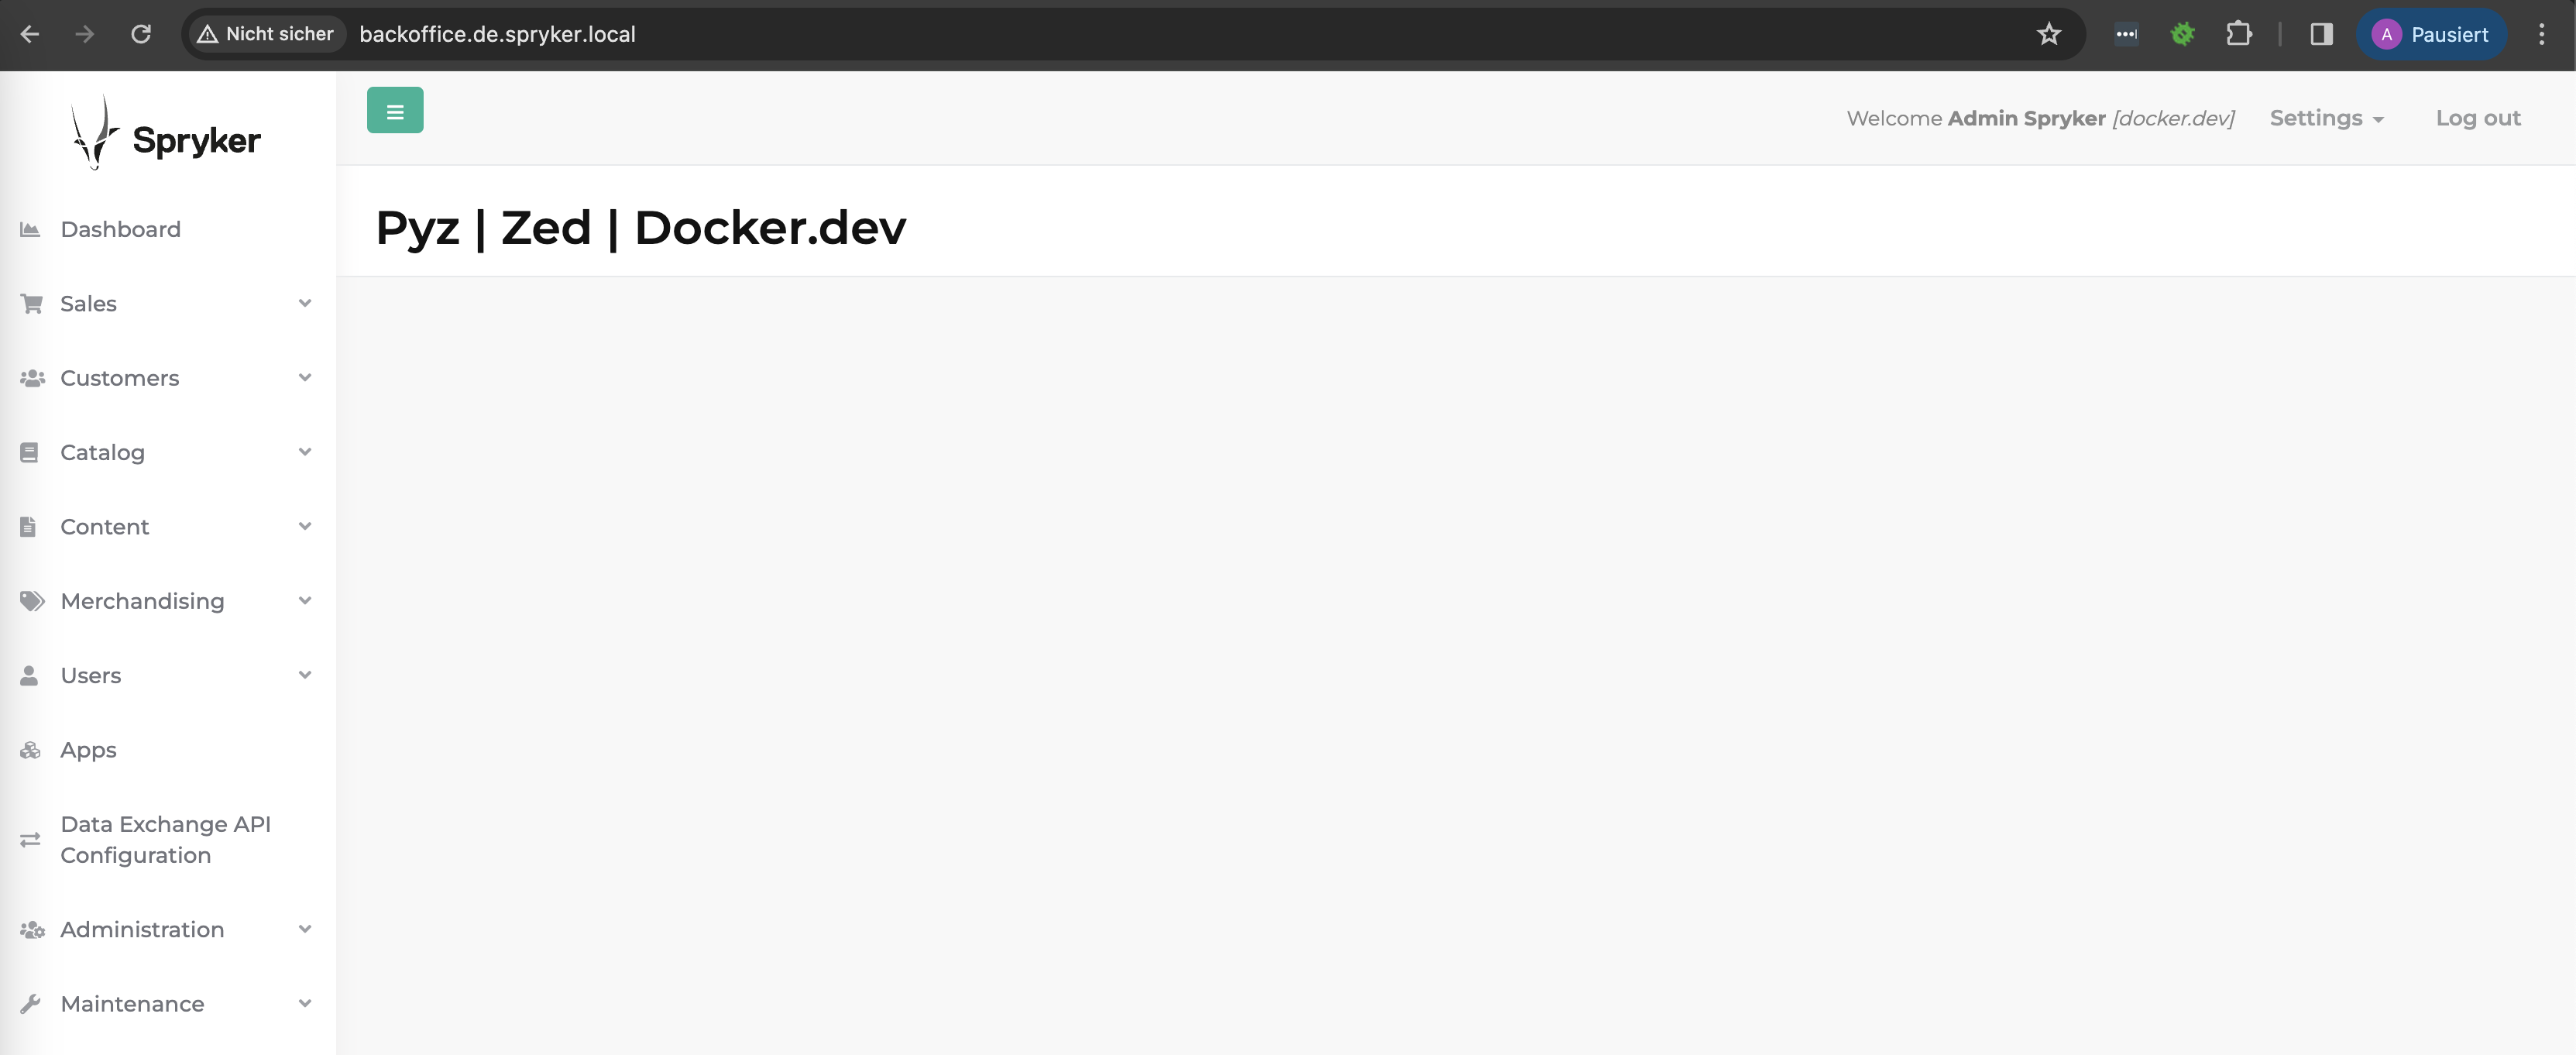 Nicht sicher
backoffice.de.spryker.local
A
Pausiert
Spryker
Welcome Admin Spryker [docker.dev]
Settings
Log out
Pyz | Zed | Docker.dev
Dashboard
Sales
Customers
Catalog
Content
Merchandising
Users
Apps
Data Exchange API
Configuration
Administration
Maintenance